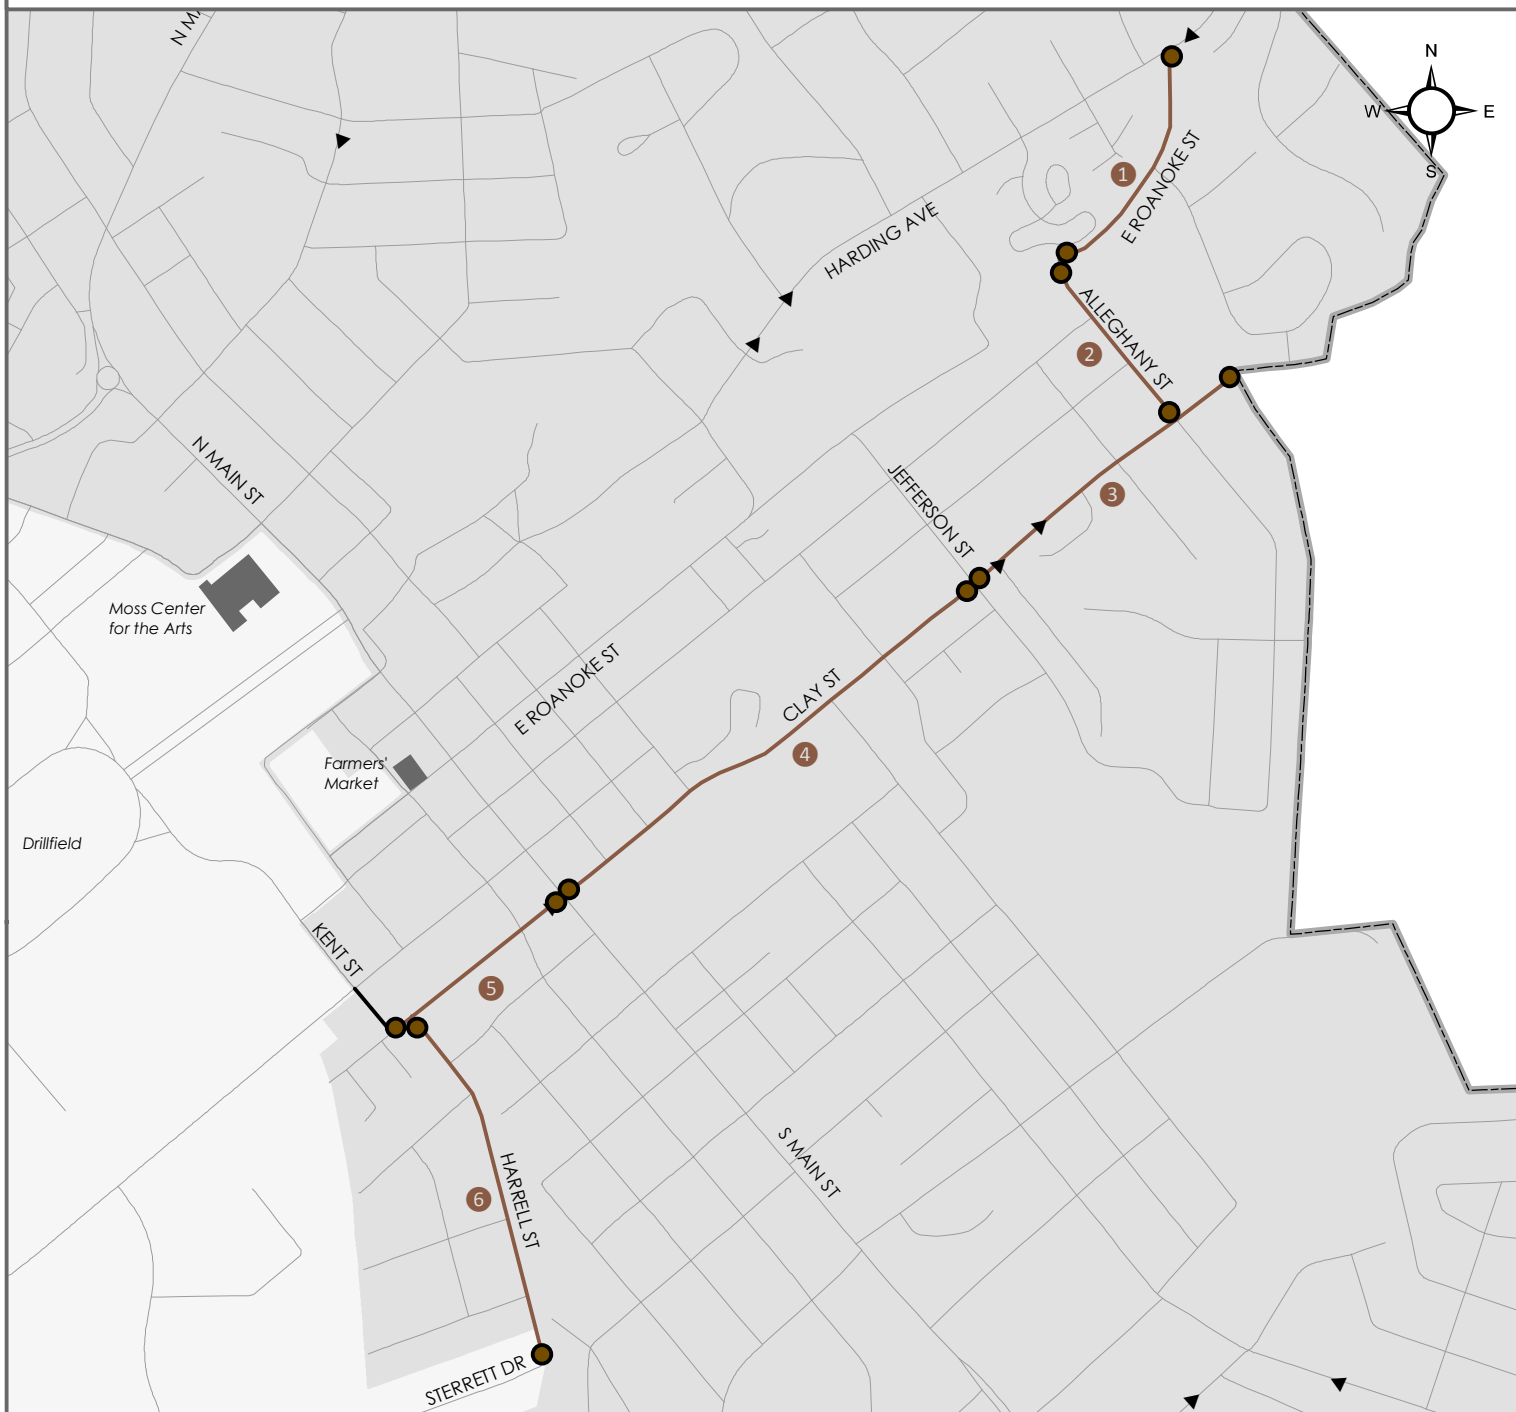 N MA
N
W
E
S
1
E ROANOKE ST
HARDING AVE
ALLEGHANY ST
2
N MAIN ST
JEFFERSON ST
3
Moss Center
for the Arts
E ROANOKE ST
CLAY ST
4
Farmers'
Market
Drillfield
KENT ST
5
S MAIN ST
HARRELL ST
6
STERRETT DR